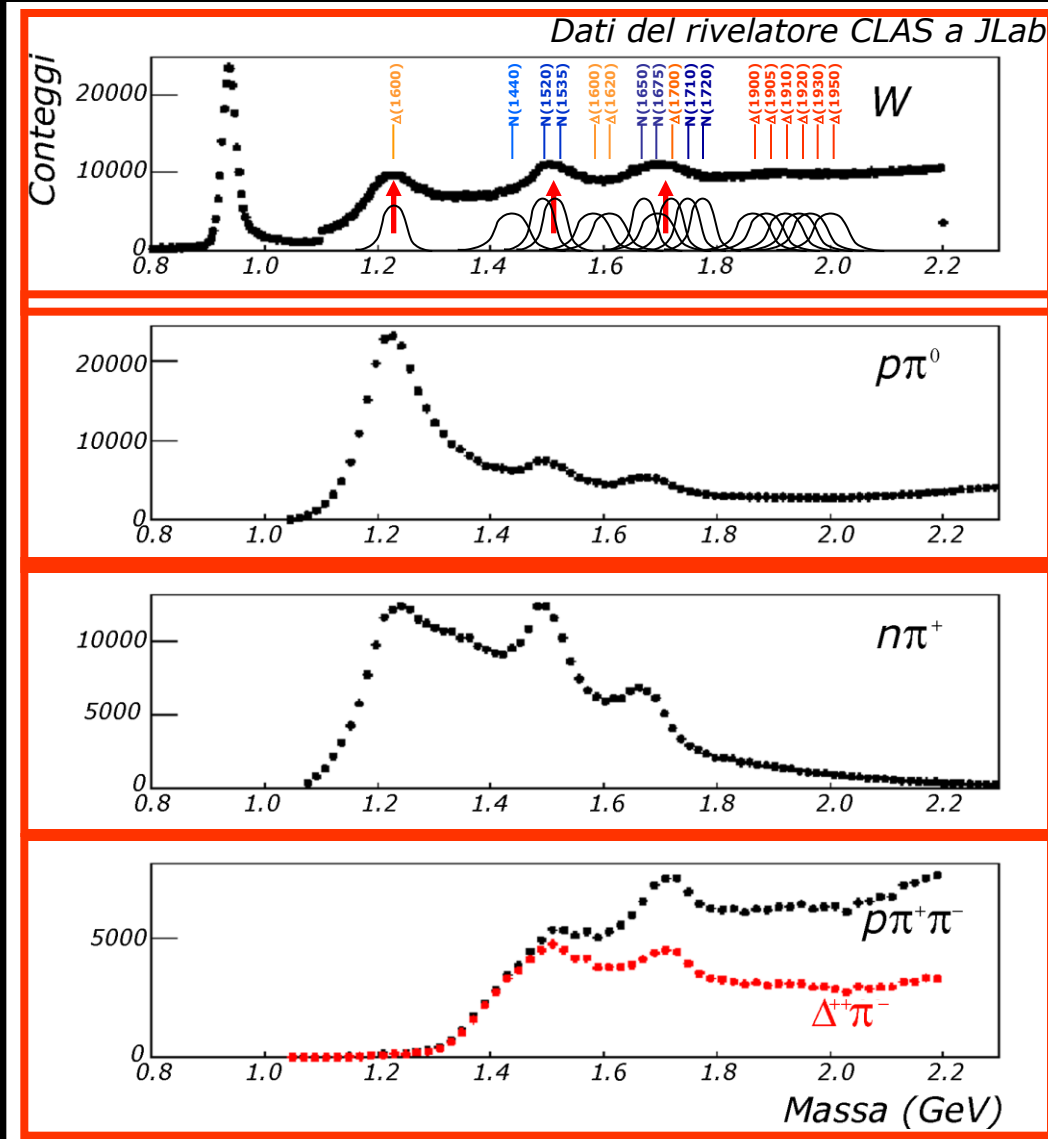 Dati del rivelatore CLAS a JLab
Conteggi
W
Δ(1600)
N(1440)
N(1520)
N(1535)
Δ(1600)
Δ(1620)
N(1650)
N(1675)
Δ(1700)
N(1710)
N(1720)
Δ(1900)
Δ(1905)
Δ(1910)
Δ(1920)
Δ(1930)
Δ(1950)
20000
10000
0
0.8 1.0 1.2 1.4 1.6 1.8 2.0 2.2
pπ⁰
20000
10000
0
0.8 1.0 1.2 1.4 1.6 1.8 2.0 2.2
nπ⁺
10000
5000
0
0.8 1.0 1.2 1.4 1.6 1.8 2.0 2.2
5000
pπ⁺π⁻
Δ⁺⁺π⁻
0
0.8 1.0 1.2 1.4 1.6 1.8 2.0 2.2
Massa (GeV)